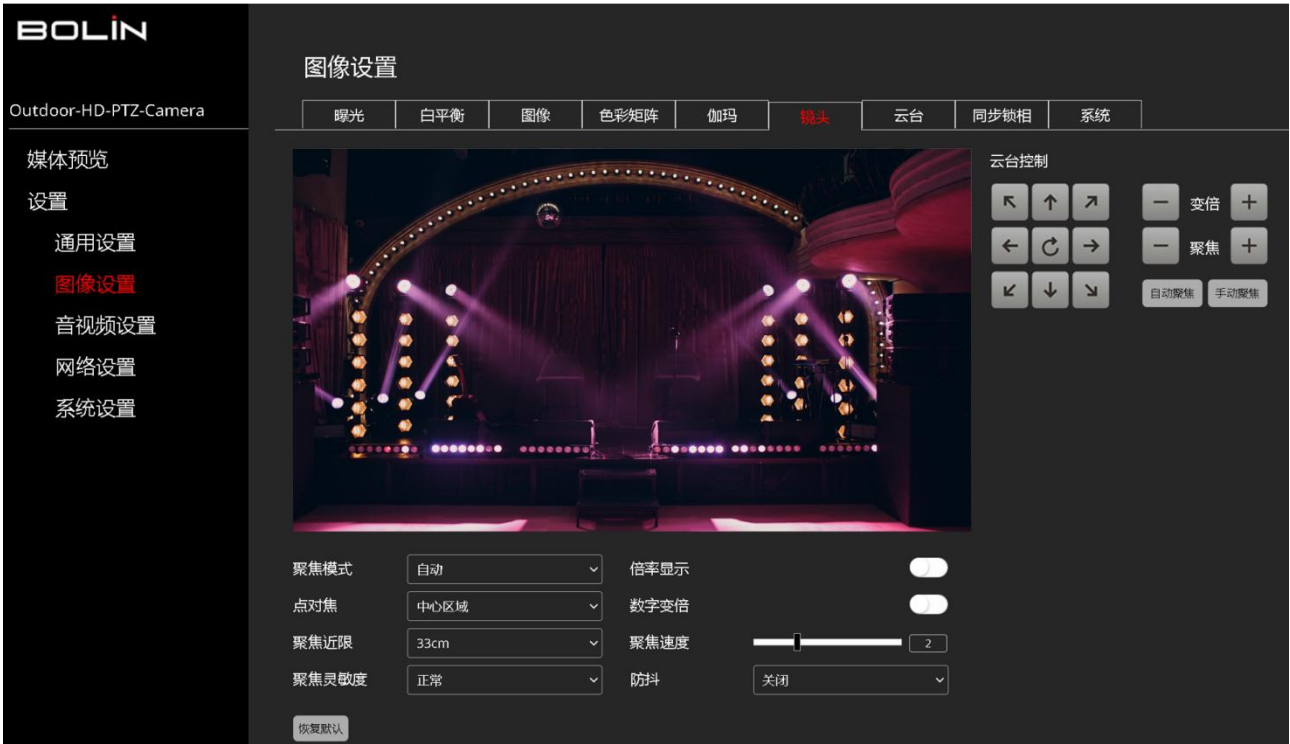 BOLIN
图像设置
Outdoor-HD-PTZ-Camera
曝光 白平衡 图像 色彩矩阵 伽玛 镜头 云台 同步锁相 系统
媒体预览
设置
通用设置
图像设置
音视频设置
网络设置
系统设置
云台控制
变倍
聚焦
自动聚焦 手动聚焦
聚焦模式 自动 倍率显示
点对焦 中心区域 数字变倍
聚焦近限 33cm 聚焦速度 2
聚焦灵敏度 正常 防抖 关闭
恢复默认